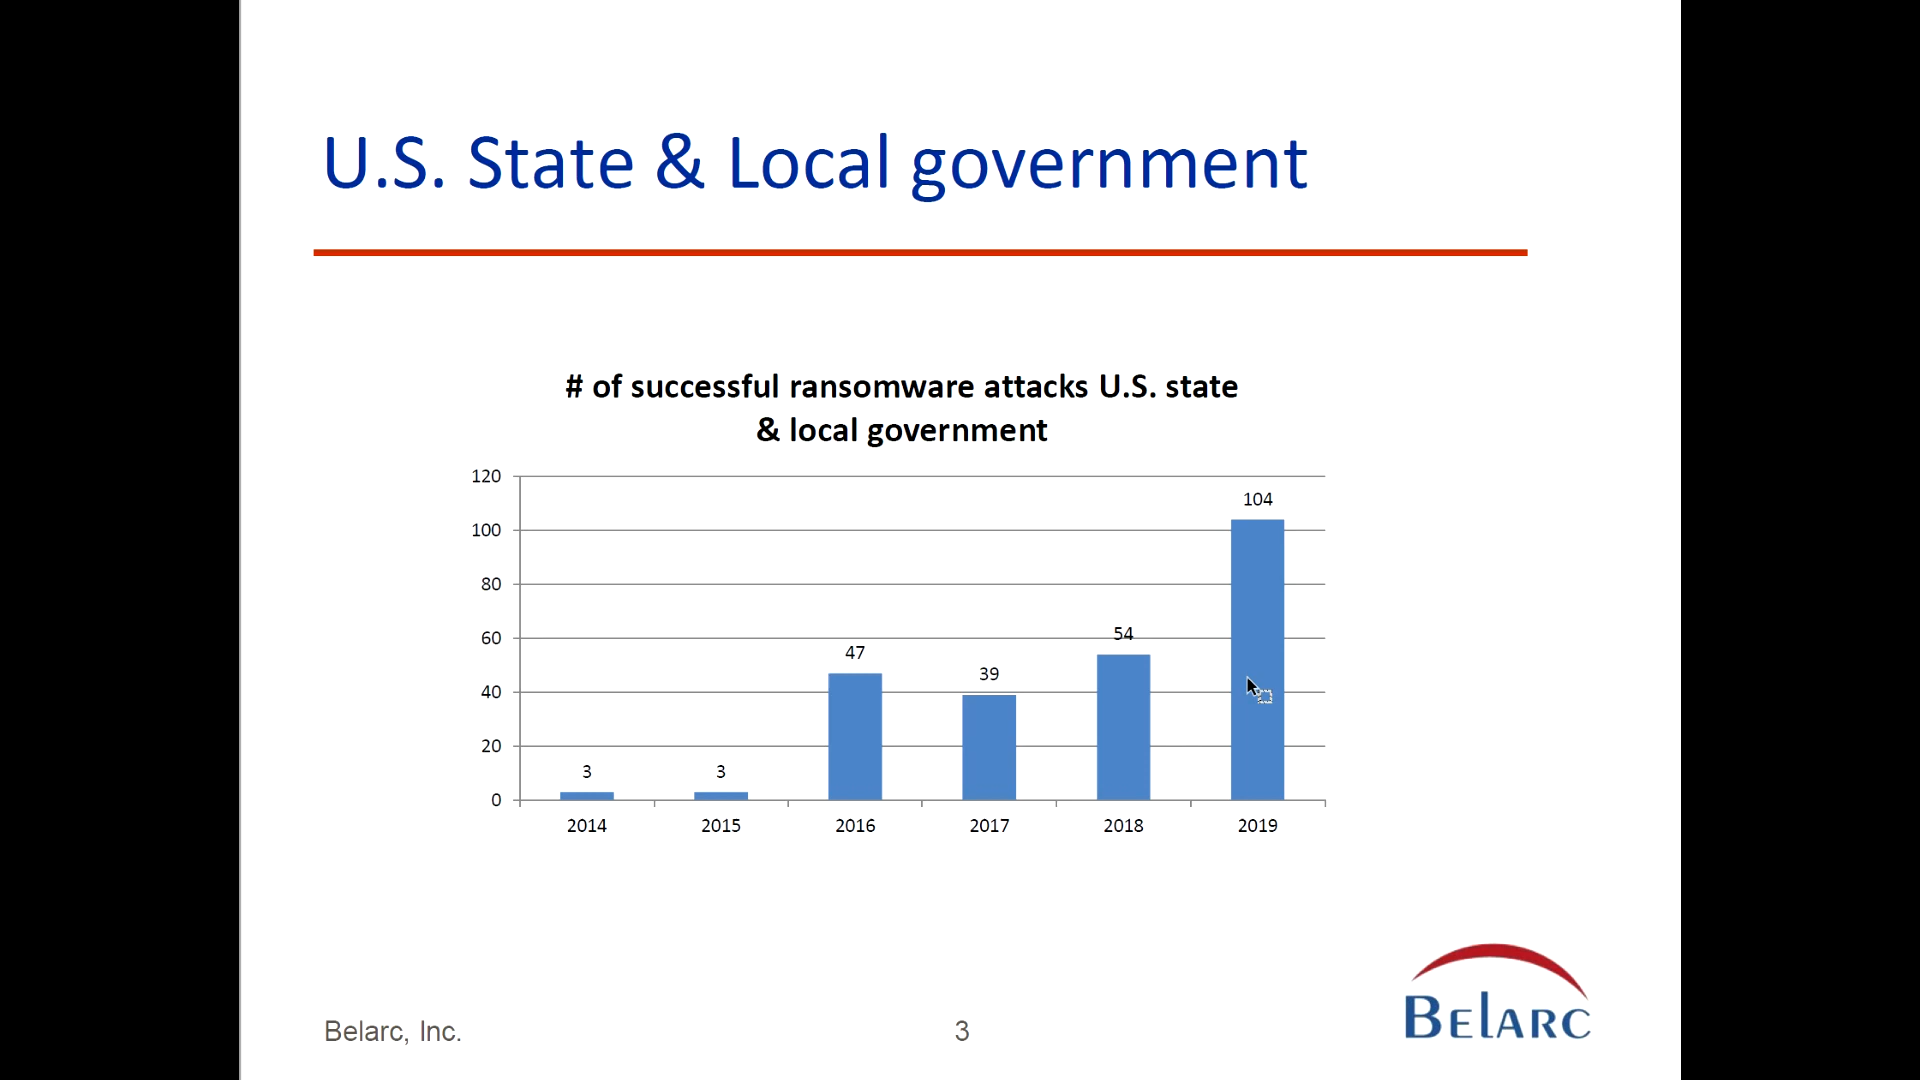 U.S. State & Local government
# of successful ransomware attacks U.S. state
& local government
120
100
80
60
40
20
0
3
3
47
39
54
104
2014 2015 2016 2017 2018 2019
Belarc, Inc.
3
BELARC